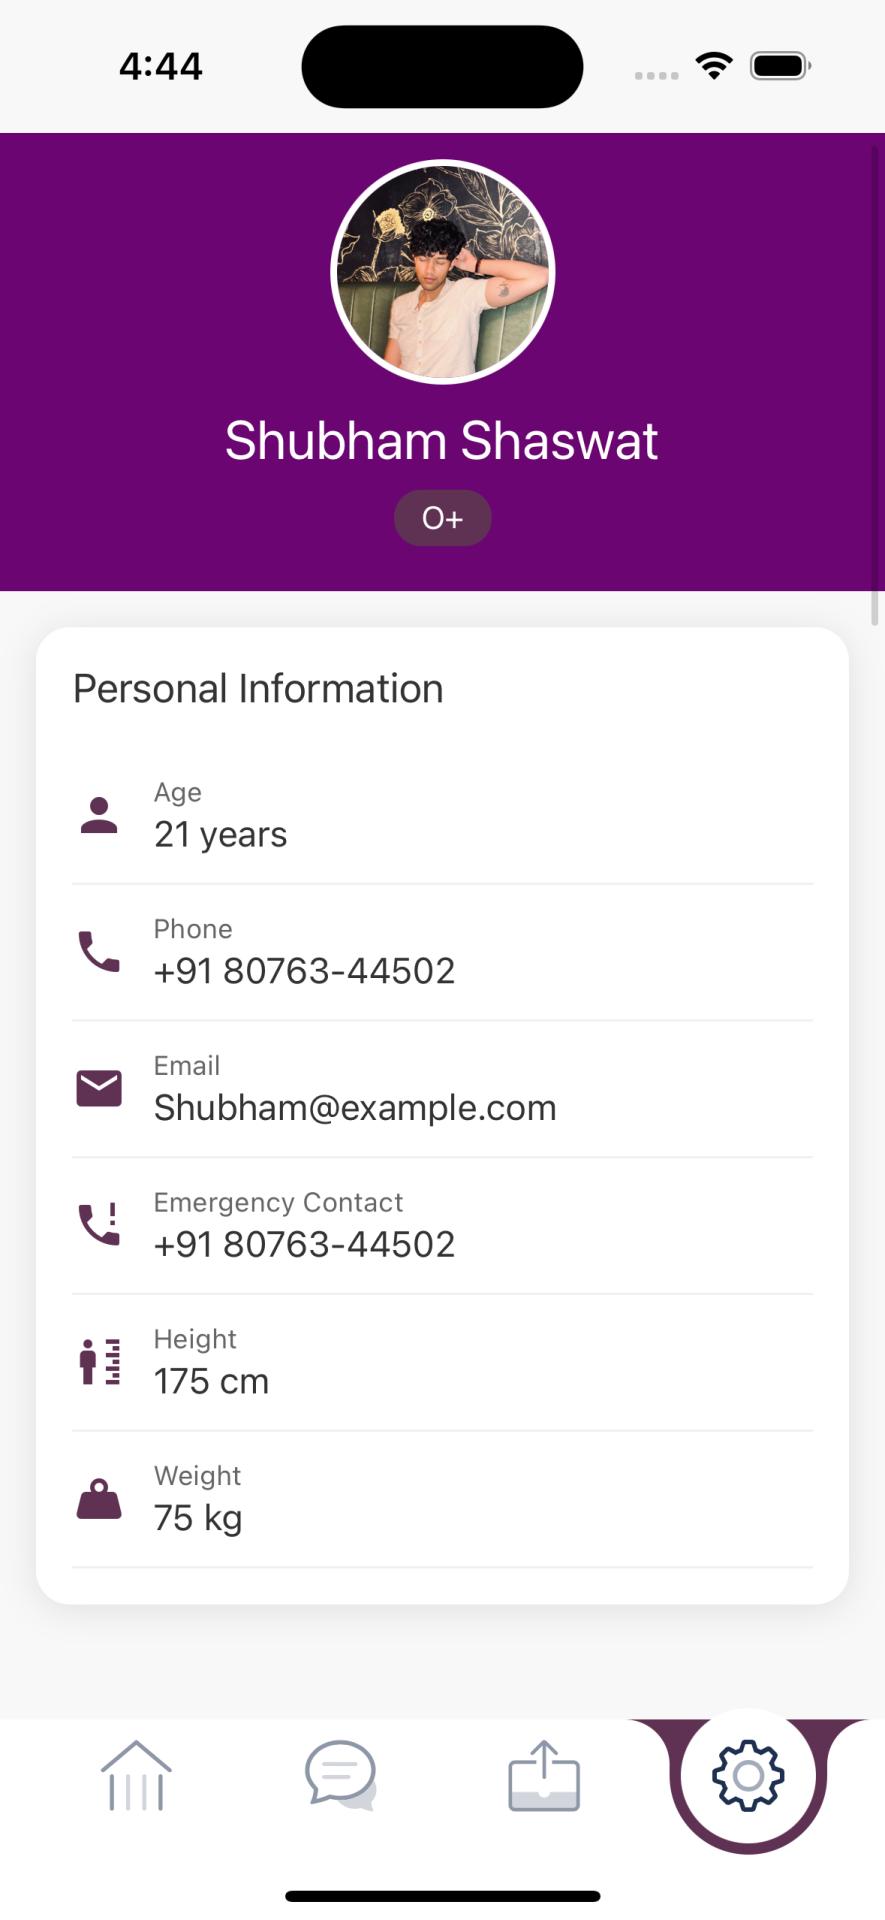 4:44
Shubham Shaswat
O+
Personal Information
Age
21 years
Phone
+91 80763-44502
Email
Shubham@example.com
Emergency Contact
+91 80763-44502
Height
175 cm
Weight
75 kg